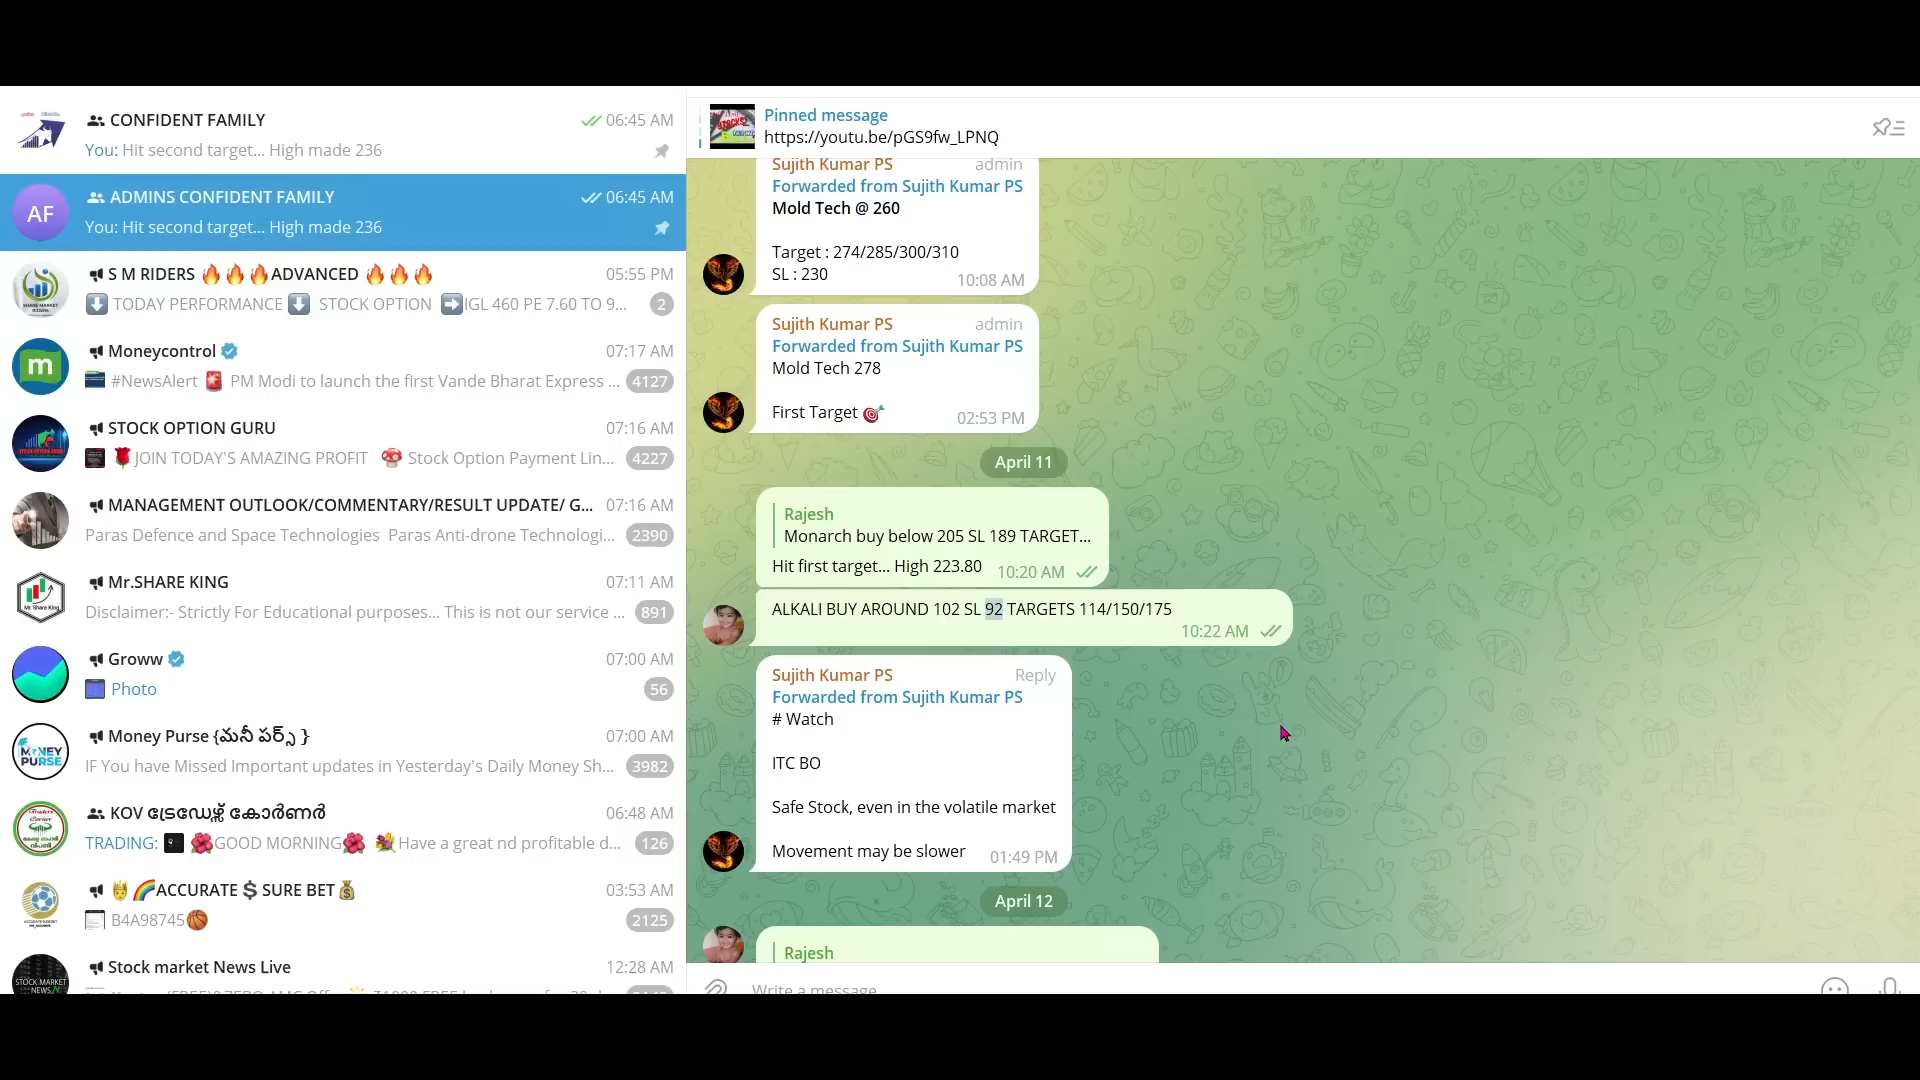 CONFIDENT FAMILY
06:45 AM
You: Hit second target... High made 236
AF
ADMINS CONFIDENT FAMILY
06:45 AM
You: Hit second target... High made 236
S M RIDERS 🔥🔥🔥ADVANCED 🔥🔥🔥
05:55 PM
⬇️ TODAY PERFORMANCE ⬇️ STOCK OPTION ➡️IGL 460 PE 7.60 TO 9...
2
Moneycontrol
07:17 AM
#NewsAlert 🚨 PM Modi to launch the first Vande Bharat Express ...
4127
STOCK OPTION GURU
07:16 AM
🌹JOIN TODAY'S AMAZING PROFIT 🍄 Stock Option Payment Lin...
4227
MANAGEMENT OUTLOOK/COMMENTARY/RESULT UPDATE/ G...
07:16 AM
Paras Defence and Space Technologies Paras Anti-drone Technologi...
2390
Mr.SHARE KING
07:11 AM
Disclaimer:- Strictly For Educational purposes... This is not our service ...
891
Groww
07:00 AM
Photo
56
Money Purse {మనీ పర్స్ }
07:00 AM
IF You have Missed Important updates in Yesterday's Daily Money Sh...
3982
KOV ട്രേഡേഴ്സ് കോർണർ
06:48 AM
TRADING: 🌺GOOD MORNING🌺 💐Have a great nd profitable d...
126
🤴🌈ACCURATE $ SURE BET💰
03:53 AM
B4A98745🏀
2125
Stock market News Live
12:28 AM
Pinned message
https://youtu.be/pGS9fw_LPNQ
Sujith Kumar PS admin
Forwarded from Sujith Kumar PS
Mold Tech @ 260
Target : 274/285/300/310
SL : 230
10:08 AM
Sujith Kumar PS admin
Forwarded from Sujith Kumar PS
Mold Tech 278
First Target 🎯
02:53 PM
April 11
Rajesh
Monarch buy below 205 SL 189 TARGET...
Hit first target... High 223.80
10:20 AM
ALKALI BUY AROUND 102 SL 92 TARGETS 114/150/175
10:22 AM
Sujith Kumar PS Reply
Forwarded from Sujith Kumar PS
# Watch
ITC BO
Safe Stock, even in the volatile market
Movement may be slower
01:49 PM
April 12
Rajesh
Write a message